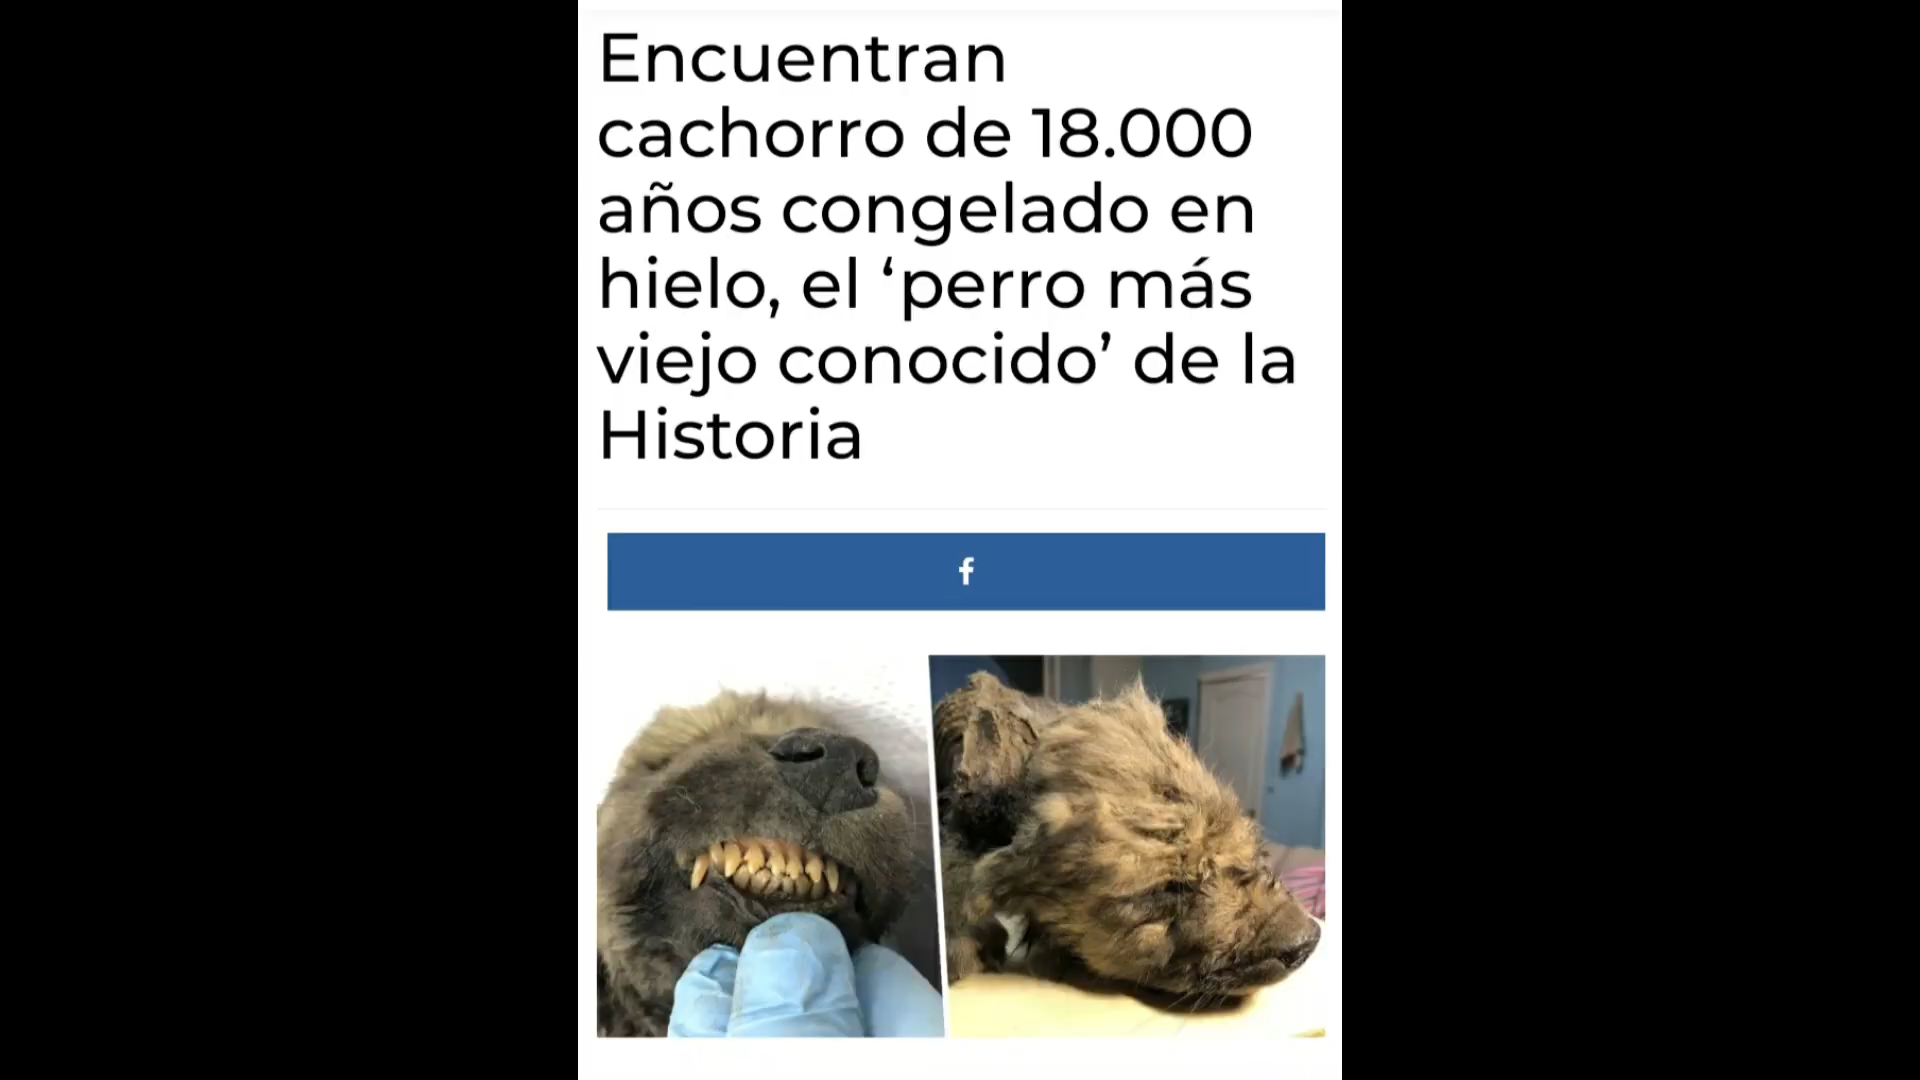 Encuentran
cachorro de 18.000
años congelado en
hielo, el ‘perro más
viejo conocido’ de la
Historia
f